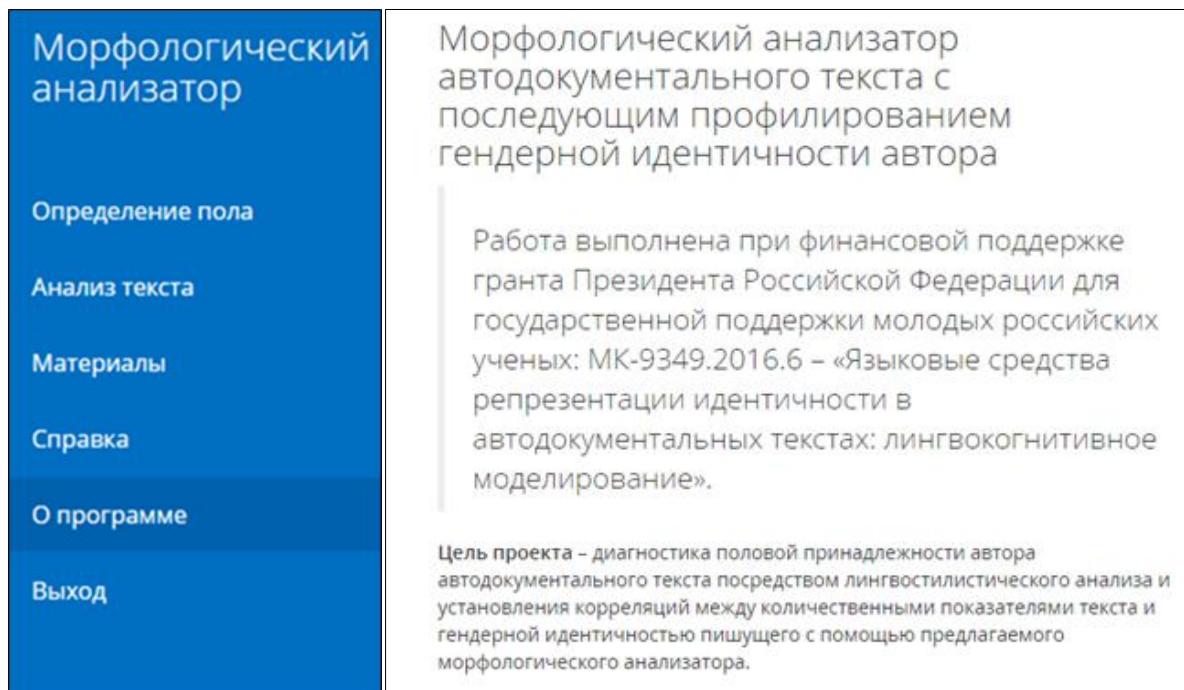 Морфологический
анализатор
Определение пола
Анализ текста
Материалы
Справка
О программе
Выход
Морфологический анализатор
автодокументального текста с
последующим профилированием
гендерной идентичности автора
Работа выполнена при финансовой поддержке
гранта Президента Российской Федерации для
государственной поддержки молодых российских
ученых: МК-9349.2016.6 – «Языковые средства
репрезентации идентичности в
автодокументальных текстах: лингвокогнитивное
моделирование».
Цель проекта – диагностика половой принадлежности автора
автодокументального текста посредством лингвостилистического анализа и
установления корреляций между количественными показателями текста и
гендерной идентичностью пишущего с помощью предлагаемого
морфологического анализатора.